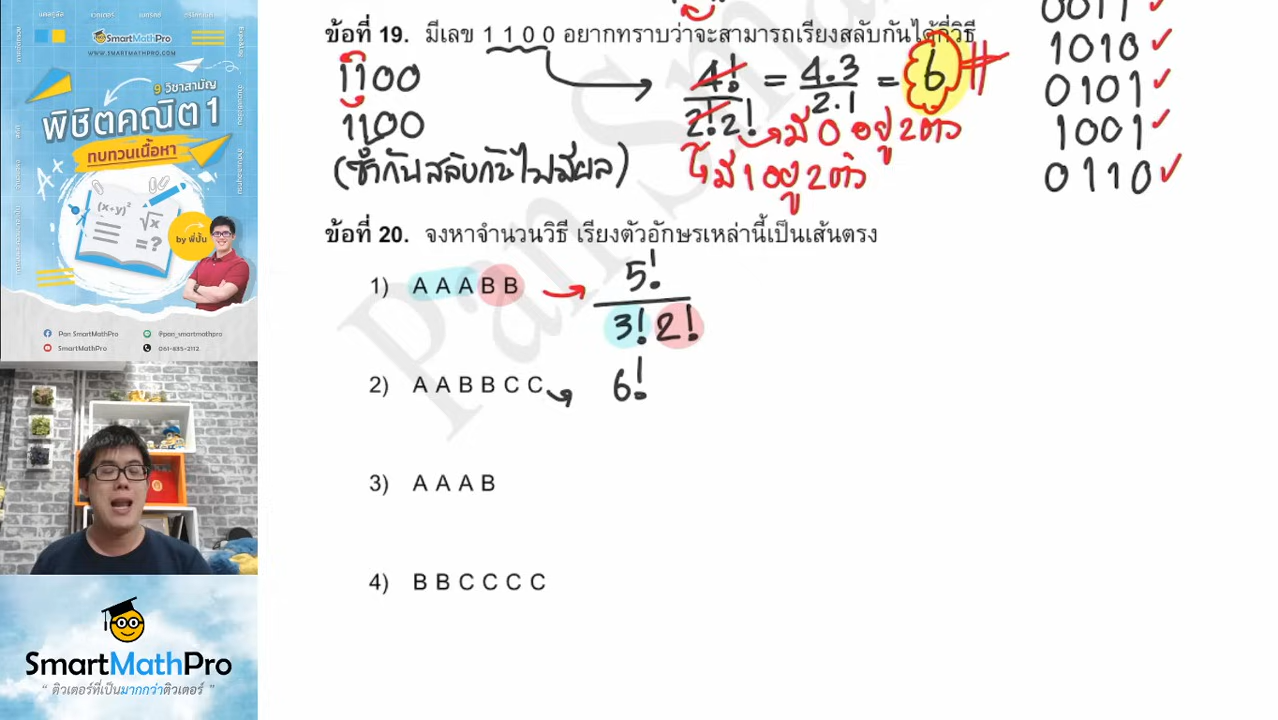 9 วิชาสามัญ
พิชิตคณิต 1
ทบทวนเนื้อหา
(x+y)²
√x
=?
A+
by พี่ปั้น
SmartMathPro
WWW.SMARTMATHPRO.COM
Pan SmartMathPro
@pan_smartmathpro
SmartMathPro
061-835-2112
SmartMathPro
" ติวเตอร์ที่เป็นมากกว่าติวเตอร์ "
ข้อที่ 19. มีเลข 1 1 0 0 อยากทราบว่าจะสามารถเรียงสลับกันได้กี่วิธี
1100
1100
(ซ้ำกันสลับกันไม่มีผล)
4!/2!2! = 4.3/2.1 = 6
มี 0 อยู่ 2 ตัว
มี 1 อยู่ 2 ตัว
0011
1010
0101
1001
0110
ข้อที่ 20. จงหาจำนวนวิธี เรียงตัวอักษรเหล่านี้เป็นเส้นตรง
1) A A A B B → 5!/3!2!
2) A A B B C C → 6!
3) A A A B
4) B B C C C C